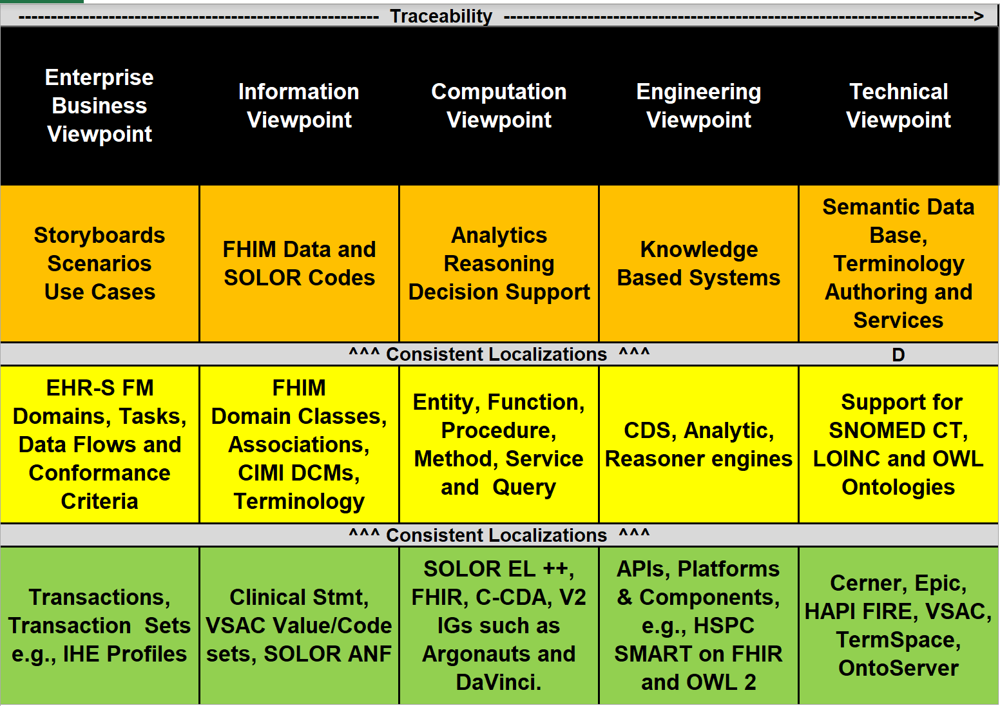 --------------------------------------------------------- Traceability ------------------------------------------------------------------------->
Enterprise
Business
Viewpoint
Information
Viewpoint
Computation
Viewpoint
Engineering
Viewpoint
Technical
Viewpoint
Storyboards
Scenarios
Use Cases
FHIM Data and
SOLOR Codes
Analytics
Reasoning
Decision Support
Knowledge
Based Systems
Semantic Data
Base,
Terminology
Authoring and
Services
^^^ Consistent Localizations ^^^
D
EHR-S FM
Domains, Tasks,
Data Flows and
Conformance
Criteria
FHIM
Domain Classes,
Associations,
CIMI DCMs,
Terminology
Entity, Function,
Procedure,
Method, Service
and Query
CDS, Analytic,
Reasoner engines
Support for
SNOMED CT,
LOINC and OWL
Ontologies
^^^ Consistent Localizations ^^^
Transactions,
Transaction Sets
e.g., IHE Profiles
Clinical Stmt,
VSAC Value/Code
sets, SOLOR ANF
SOLOR EL ++,
FHIR, C-CDA, V2
IGs such as
Argonauts and
DaVinci.
APIs, Platforms
& Components,
e.g., HSPC
SMART on FHIR
and OWL 2
Cerner, Epic,
HAPI FIRE, VSAC,
TermSpace,
OntoServer